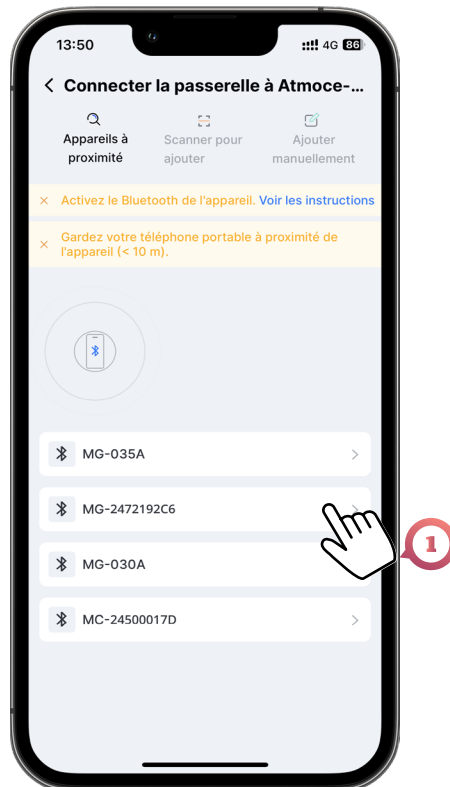 13:50
4G 86
Connecter la passerelle à Atmoce-...
Appareils à
proximité
Scanner pour
ajouter
Ajouter
manuellement
Activez le Bluetooth de l'appareil. Voir les instructions
Gardez votre téléphone portable à proximité de
l'appareil (< 10 m).
MG-035A
MG-2472192C6
1
MG-030A
MC-24500017D